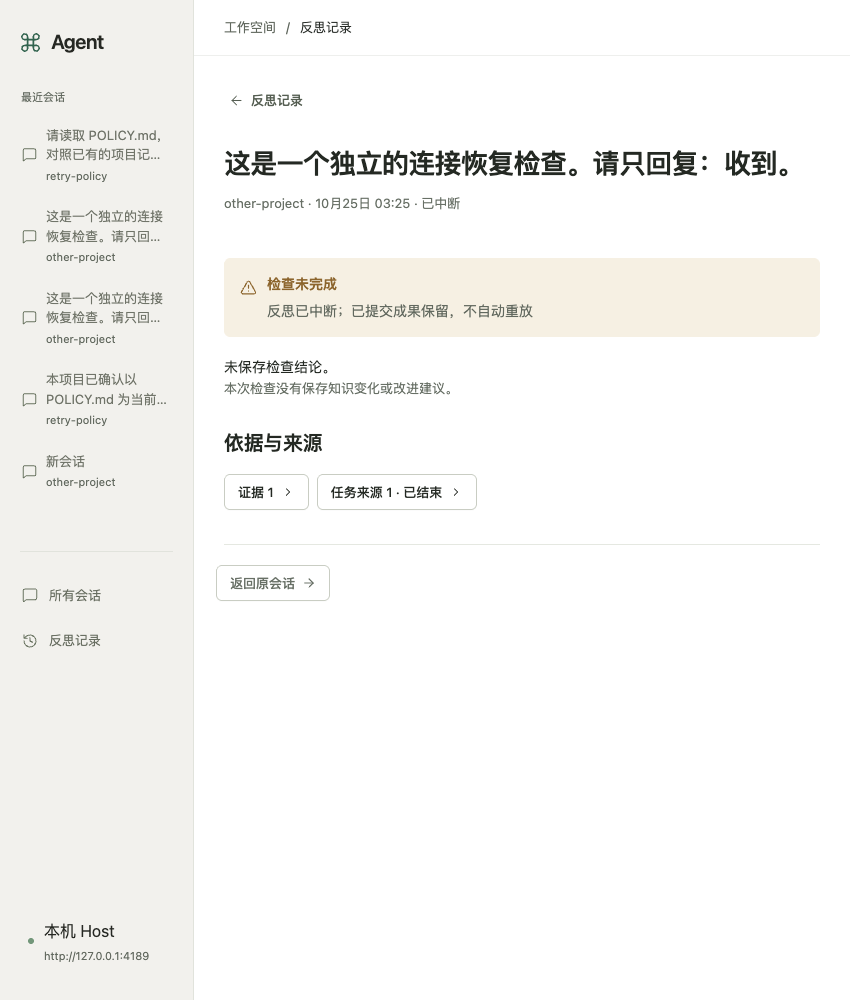 Agent
最近会话
请读取 POLICY.md,
对照已有的项目记...
retry-policy
这是一个独立的连接
恢复检查。请只回...
other-project
这是一个独立的连接
恢复检查。请只回...
other-project
本项目已确认以
POLICY.md 为当前...
retry-policy
新会话
other-project
所有会话
反思记录
本机 Host
http://127.0.0.1:4189
工作空间 / 反思记录
← 反思记录
这是一个独立的连接恢复检查。请只回复：收到。
other-project · 10月25日 03:25 · 已中断
检查未完成
反思已中断；已提交成果保留，不自动重放
未保存检查结论。
本次检查没有保存知识变化或改进建议。
依据与来源
证据 1 >
任务来源 1 · 已结束 >
返回原会话 →